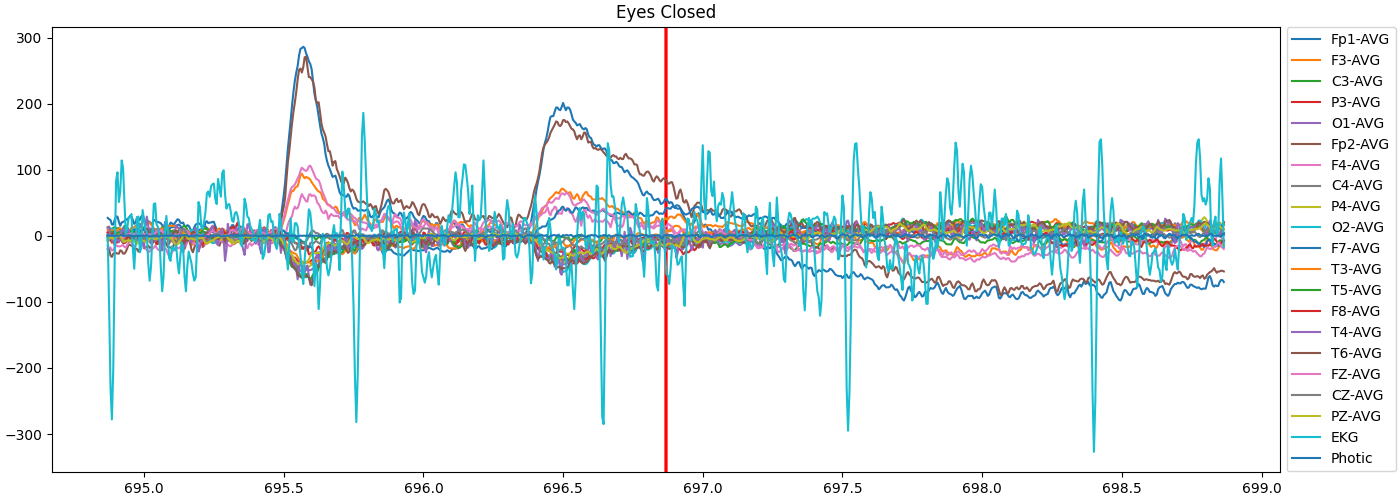 Eyes Closed
300
200
100
0
−100
−200
−300
695.0 695.5 696.0 696.5 697.0 697.5 698.0 698.5 699.0
Fp1-AVG
F3-AVG
C3-AVG
P3-AVG
O1-AVG
Fp2-AVG
F4-AVG
C4-AVG
P4-AVG
O2-AVG
F7-AVG
T3-AVG
T5-AVG
F8-AVG
T4-AVG
T6-AVG
FZ-AVG
CZ-AVG
PZ-AVG
EKG
Photic